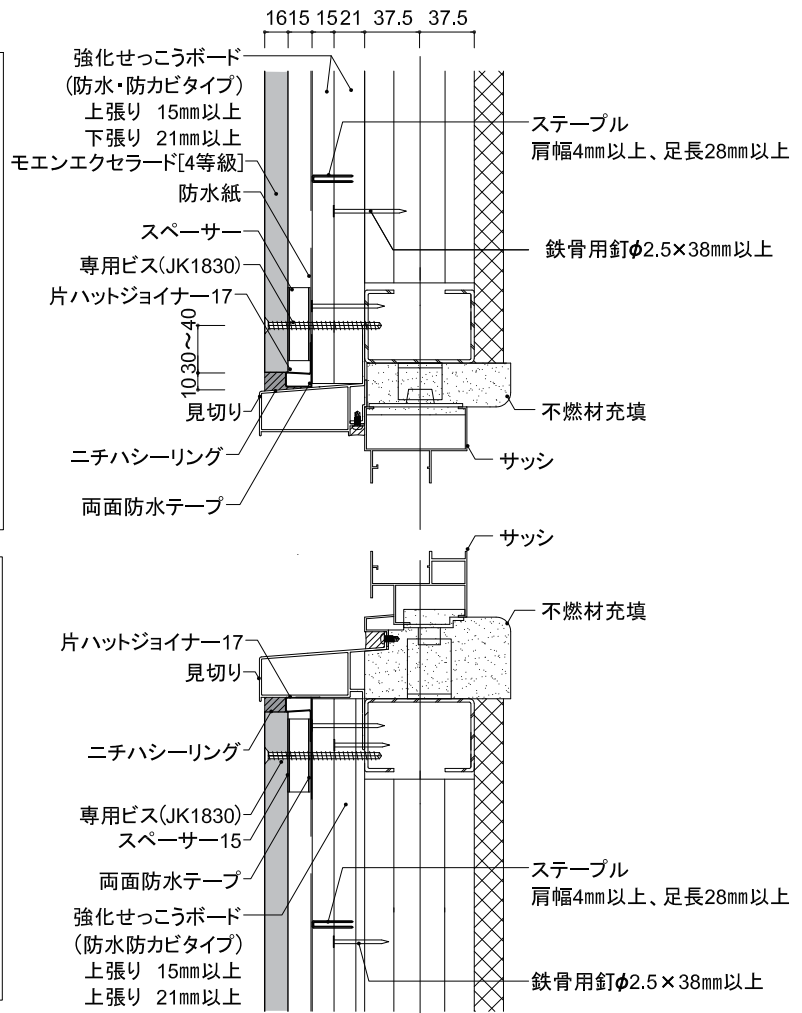 1615 1521 37.5 37.5
強化せっこうボード
(防水・防カビタイプ)
上張り 15㎜以上
下張り 21㎜以上
モエンエクセラード[4等級]
防水紙
スペーサー
専用ビス(JK1830)
片ハットジョイナー17
1030~40
見切り
ニチハシーリング
両面防水テープ
ステープル
肩幅4㎜以上、足長28㎜以上
鉄骨用釘φ2.5×38㎜以上
不燃材充填
サッシ
サッシ
不燃材充填
片ハットジョイナー17
見切り
ニチハシーリング
専用ビス(JK1830)
スペーサー15
両面防水テープ
強化せっこうボード
(防水防カビタイプ)
上張り 15㎜以上
上張り 21㎜以上
ステープル
肩幅4㎜以上、足長28㎜以上
鉄骨用釘φ2.5×38㎜以上